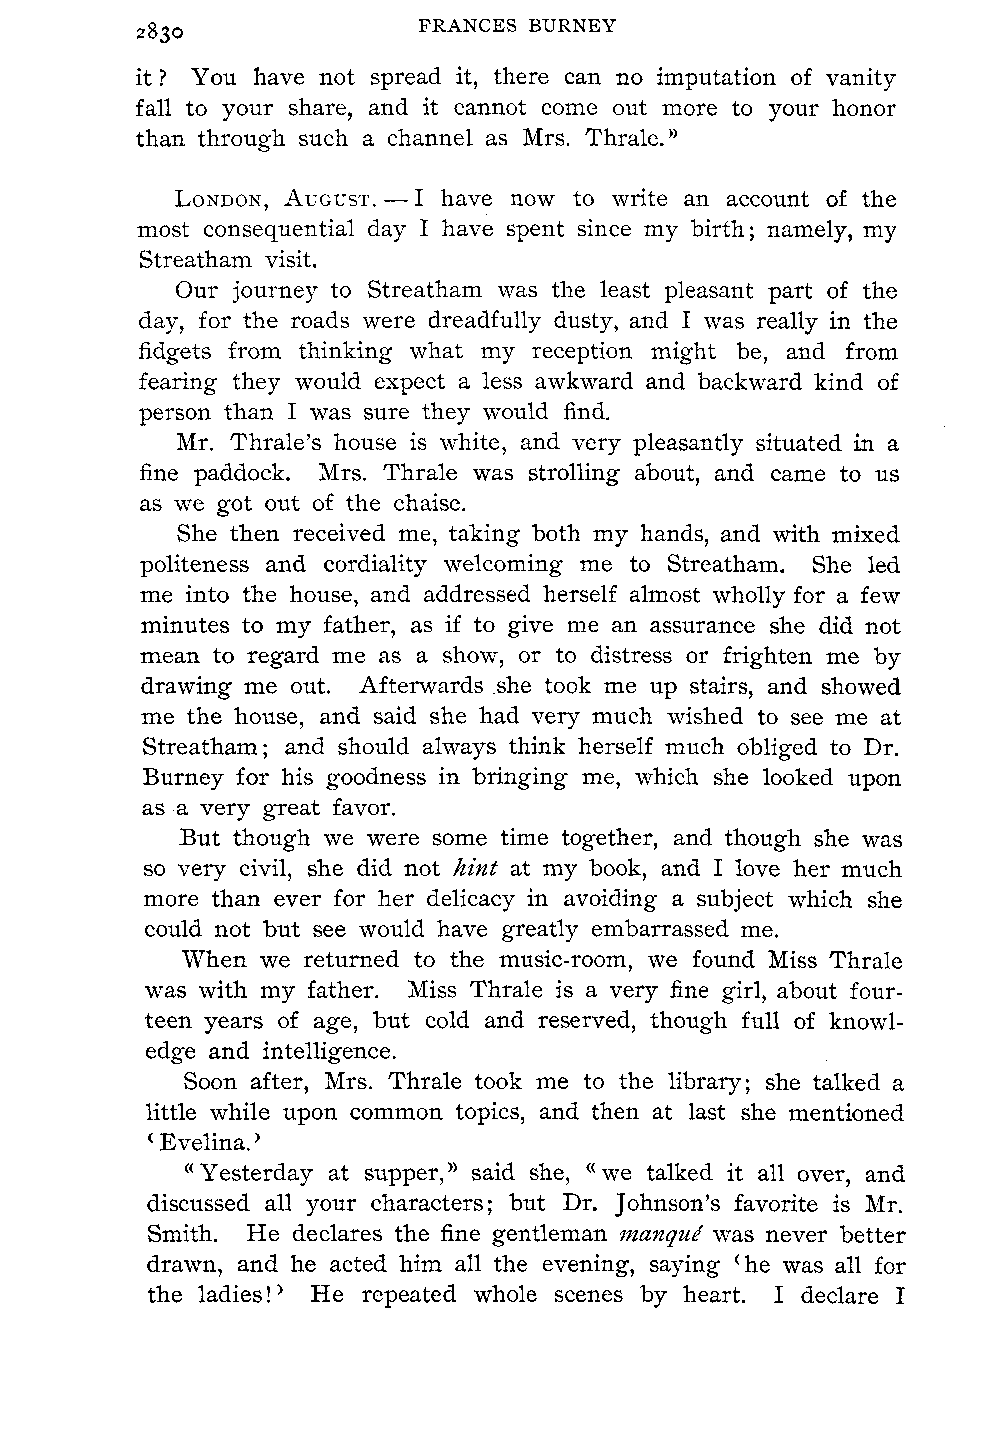 2830 FRANCES BURNEY
it? You have not spread it, there can no imputation of vanity
fall to your share, and it cannot come out more to your honor
than through such a channel as Mrs. Thrale."
LONDON, AUGUST. — I have now to write an account of the
most consequential day I have spent since my birth; namely, my
Streatham visit.
Our journey to Streatham was the least pleasant part of the
day, for the roads were dreadfully dusty, and I was really in the
fidgets from thinking what my reception might be, and from
fearing they would expect a less awkward and backward kind of
person than I was sure they would find.
Mr. Thrale's house is white, and very pleasantly situated in a
fine paddock. Mrs. Thrale was strolling about, and came to us
as we got out of the chaise.
She then received me, taking both my hands, and with mixed
politeness and cordiality welcoming me to Streatham. She led
me into the house, and addressed herself almost wholly for a few
minutes to my father, as if to give me an assurance she did not
mean to regard me as a show, or to distress or frighten me by
drawing me out. Afterwards she took me up stairs, and showed
me the house, and said she had very much wished to see me at
Streatham; and should always think herself much obliged to Dr.
Burney for his goodness in bringing me, which she looked upon
as a very great favor.
But though we were some time together, and though she was
so very civil, she did not hint at my book, and I love her much
more than ever for her delicacy in avoiding a subject which she
could not but see would have greatly embarrassed me.
When we returned to the music-room, we found Miss Thrale
was with my father. Miss Thrale is a very fine girl, about four-
teen years of age, but cold and reserved, though full of knowl-
edge and intelligence.
Soon after, Mrs. Thrale took me to the library; she talked a
little while upon common topics, and then at last she mentioned
'Evelina.'
"Yesterday at supper," said she, "we talked it all over, and
discussed all your characters; but Dr. Johnson's favorite is Mr.
Smith. He declares the fine gentleman manqué was never better
drawn, and he acted him all the evening, saying 'he was all for
the ladies!' He repeated whole scenes by heart. I declare I